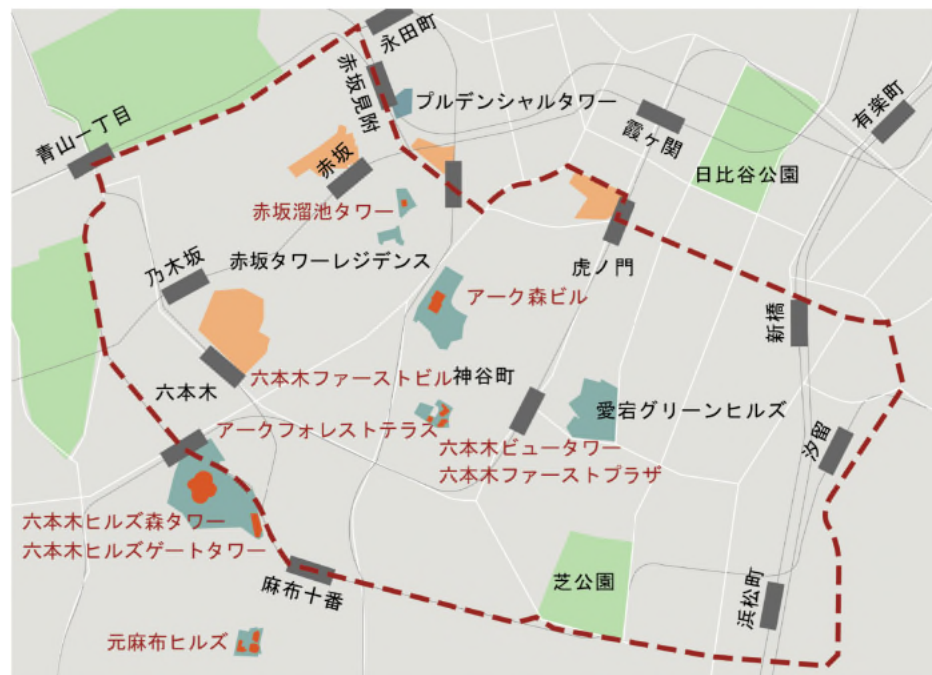 永田町
赤坂見附
プルデンシャルタワー
有楽町
青山一丁目
霞ヶ関
赤坂
日比谷公園
赤坂溜池タワー
赤坂タワーレジデンス
虎ノ門
乃木坂
アーク森ビル
新橋
六本木
六本木ファーストビル
神谷町
愛宕グリーンヒルズ
アークフォレストテラス
六本木ビュータワー
六本木ファーストプラザ
汐留
六本木ヒルズ森タワー
六本木ヒルズゲートタワー
麻布十番
芝公園
浜松町
元麻布ヒルズ